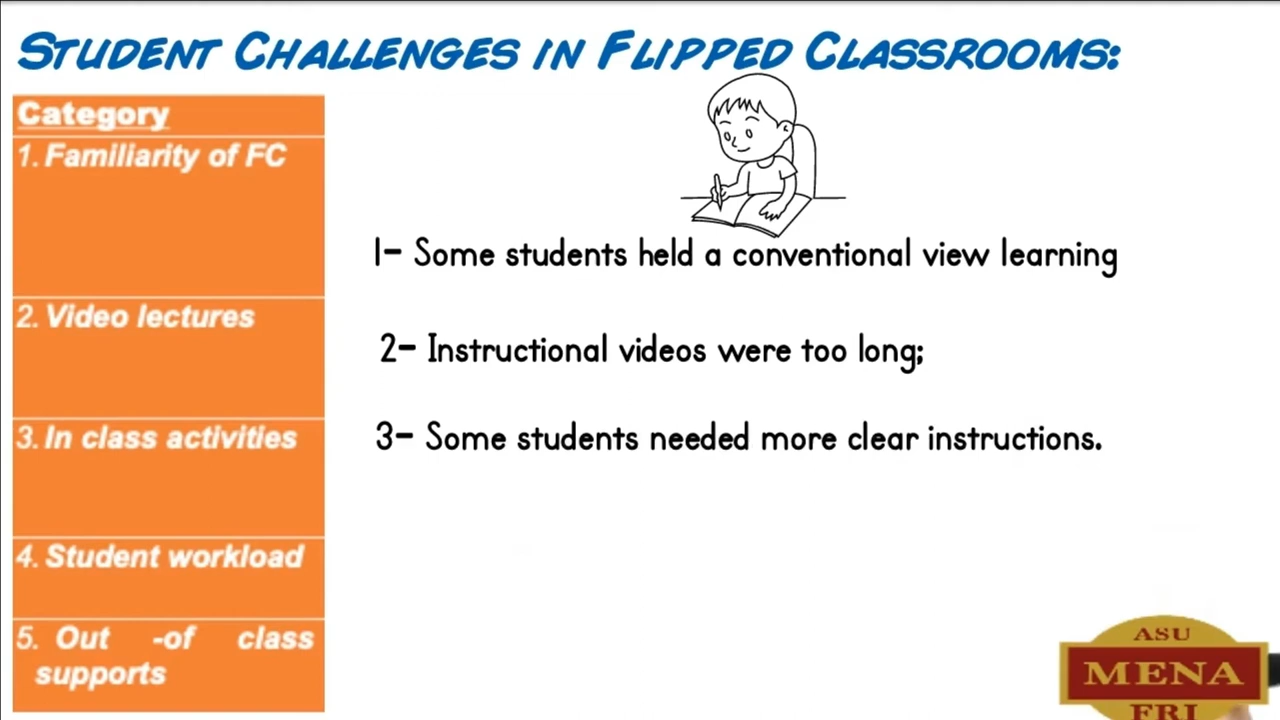 STUDENT CHALLENGES IN FLIPPED CLASSROOMS:
Category
1. Familiarity of FC
1- Some students held a conventional view learning
2. Video lectures
2- Instructional videos were too long;
3. In class activities
3- Some students needed more clear instructions.
4. Student workload
5. Out -of class
supports
ASU
MENA
FRI